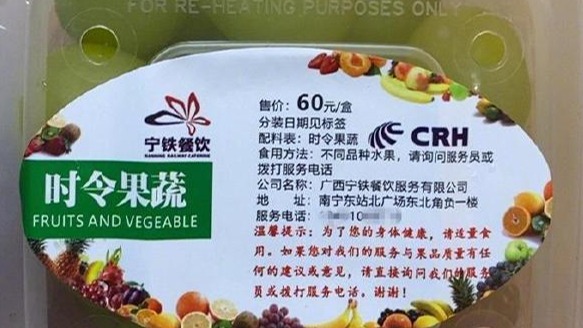 FOR RE-HEATING PURPOSES ONLY
宁铁餐饮
NANNING RAILWAY CATERING
时令果蔬
FRUITS AND VEGEABLE
售价：60元/盒
分装日期见标签
配料表：时令果蔬
CRH
食用方法：不同品种水果，请询问服务员或
拨打服务电话
公司名称：广西宁铁餐饮服务有限公司
地 址：南宁东站北广场东北角负一楼
服务电话： 10
温馨提示：为了您的身体健康，请适量食
用。如果您对我们的服务与果品质量有任
何的建议或意见，请直接询问我们的服务
员或拨打服务电话。谢谢！